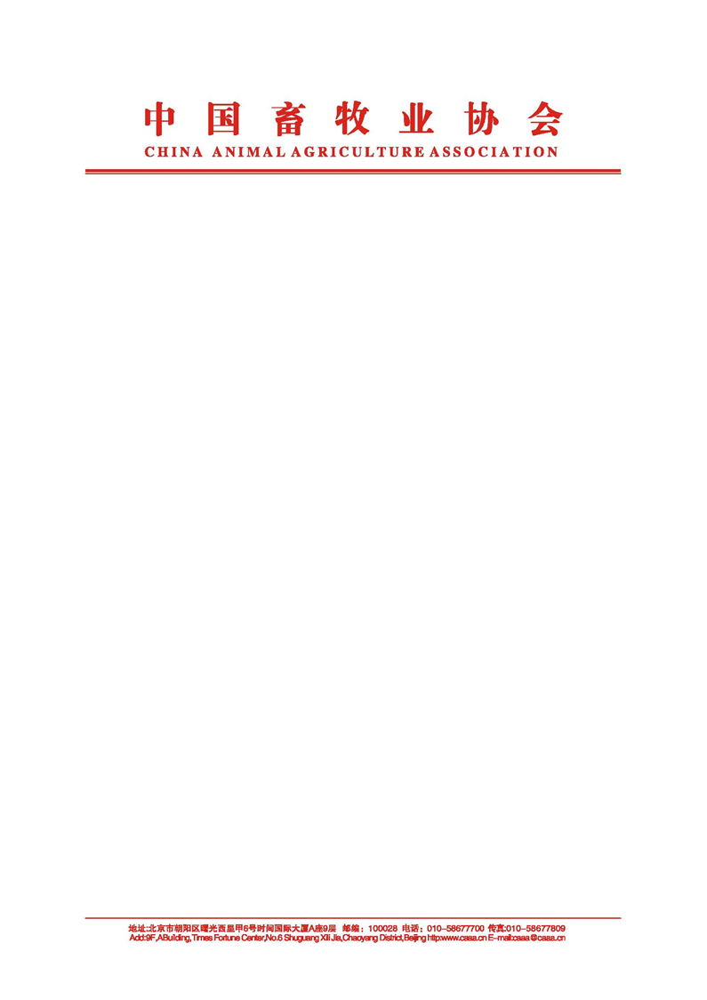 中国畜牧业协会
CHINA ANIMAL AGRICULTURE ASSOCIATION
地址:北京市朝阳区曙光西里甲6号时间国际大厦A座9层 邮编：100028 电话：010-58677700 传真:010-58677809
Add:9F,ABuilding,Times Fortune Center,No.6 Shuguang Xili Jia,Chaoyang District,Beijing http:www.caaa.cn E-mail:caaa@caaa.cn